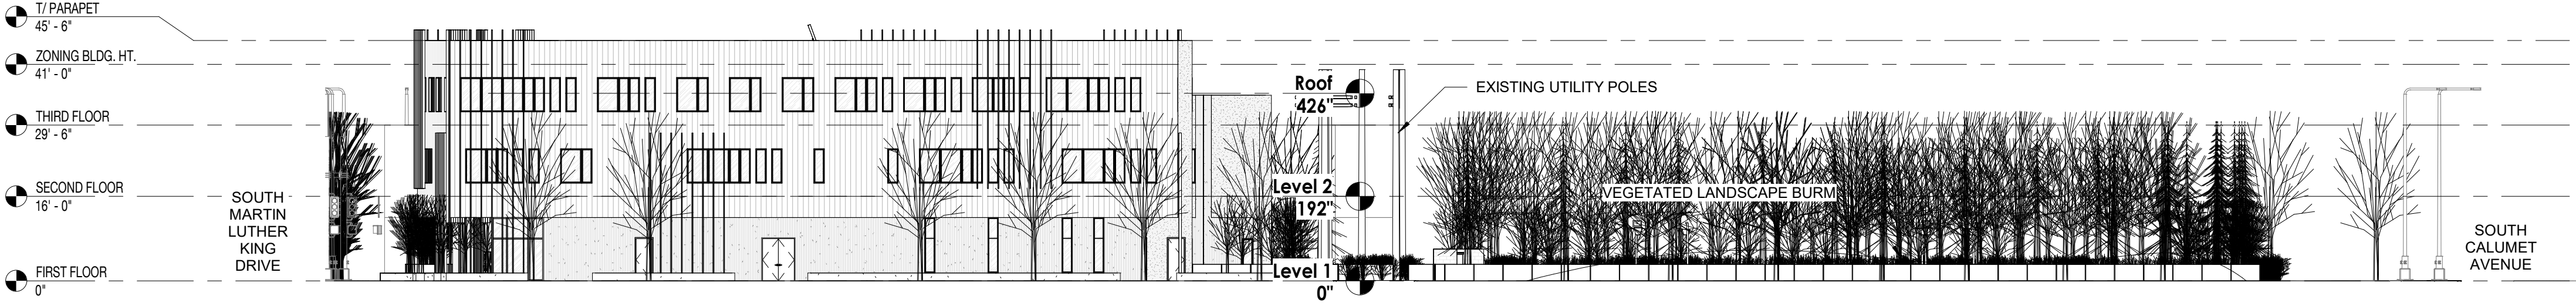 T/ PARAPET
45' - 6"
ZONING BLDG. HT.
41' - 0"
THIRD FLOOR
29' - 6"
SECOND FLOOR
16' - 0"
FIRST FLOOR
0"
SOUTH
MARTIN
LUTHER
KING
DRIVE
Roof
426"
Level 2
192"
Level 1
0"
EXISTING UTILITY POLES
VEGETATED LANDSCAPE BURM
SOUTH
CALUMET
AVENUE